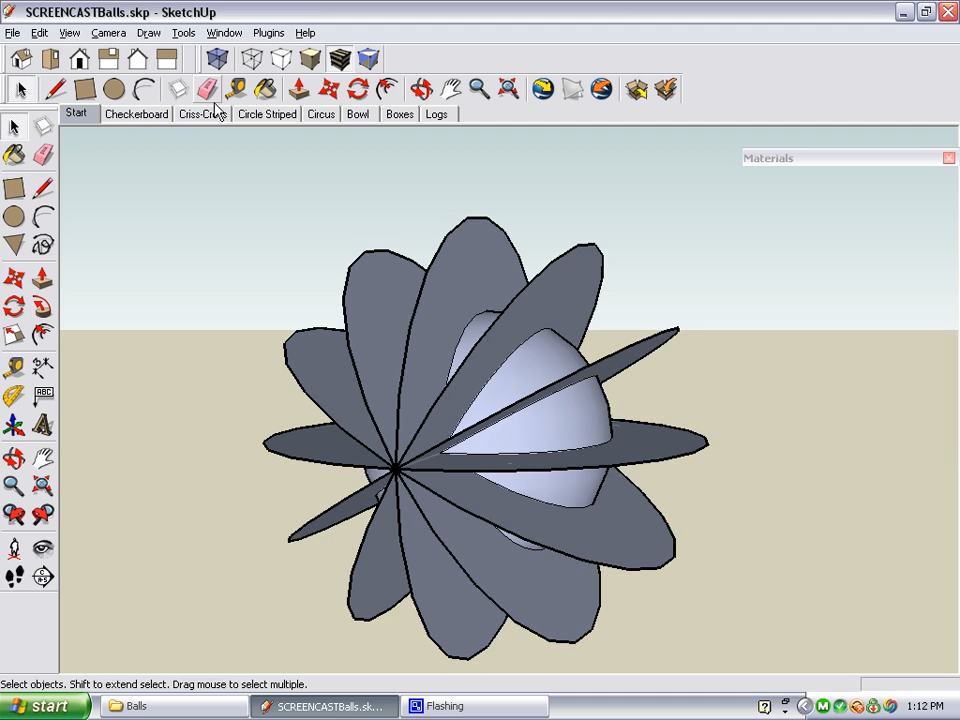 SCREENCASTBalls.skp - SketchUp
File Edit View Camera Draw Tools Window Plugins Help
Start Checkerboard Criss-Cross Circle Striped Circus Bowl Boxes Logs
Materials
ABC
A
Select objects. Shift to extend select. Drag mouse to select multiple.
start Balls SCREENCASTBalls.sk... Flashing 1:12 PM